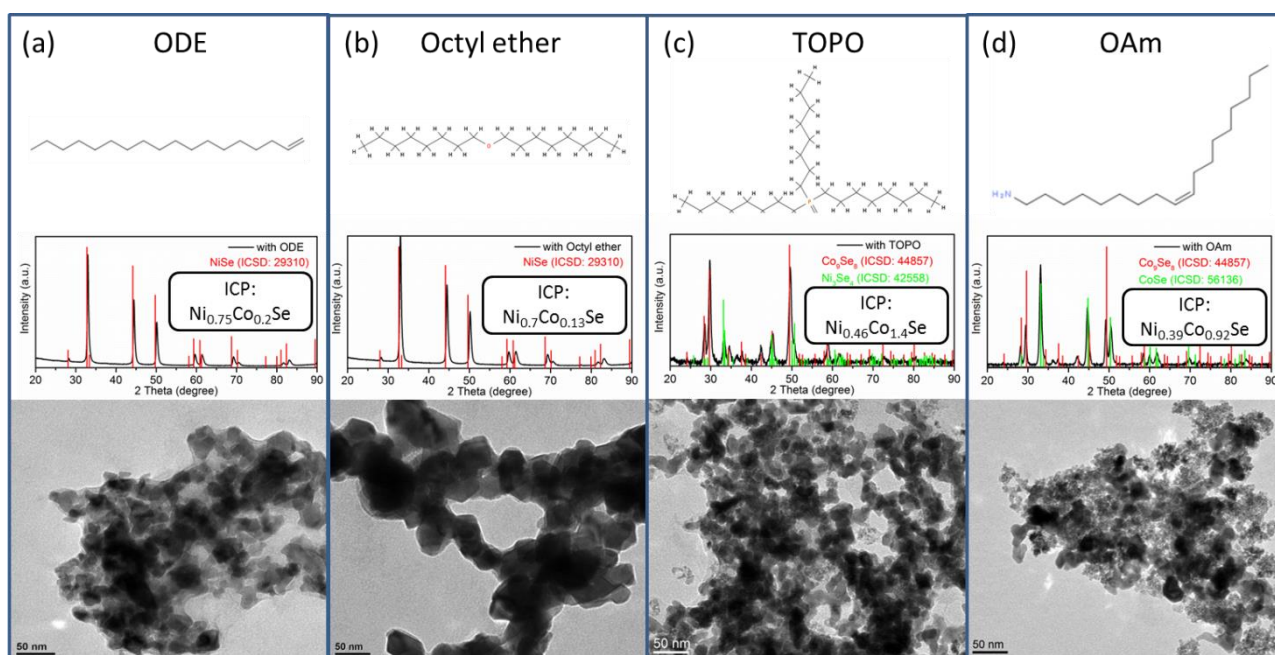 (a) ODE
(b) Octyl ether
(c) TOPO
(d) OAm
O
P
H₃N
with ODE
NiSe (ICSD: 29310)
ICP:
Ni₀.₇₅Co₀.₂Se
Intensity (a.u.)
20 30 40 50 60 70 80 90
2 Theta (degree)
with Octyl ether
NiSe (ICSD: 29310)
ICP:
Ni₀.₇Co₀.₁₃Se
Intensity (a.u.)
20 30 40 50 60 70 80 90
2 Theta (degree)
with TOPO
Co₉Se₈ (ICSD: 44857)
(ICSD: 42558)
ICP:
Ni₀.₄₆Co₁.₄Se
Intensity (a.u.)
20 30 40 50 60 70 80 90
2 Theta (degree)
with OAm
Co₉Se₈ (ICSD: 44857)
CoSe (ICSD: 56136)
ICP:
Ni₀.₃₉Co₀.₉₂Se
Intensity (a.u.)
20 30 40 50 60 70 80 90
2 Theta (degree)
50 nm
50 nm
50 nm
50 nm